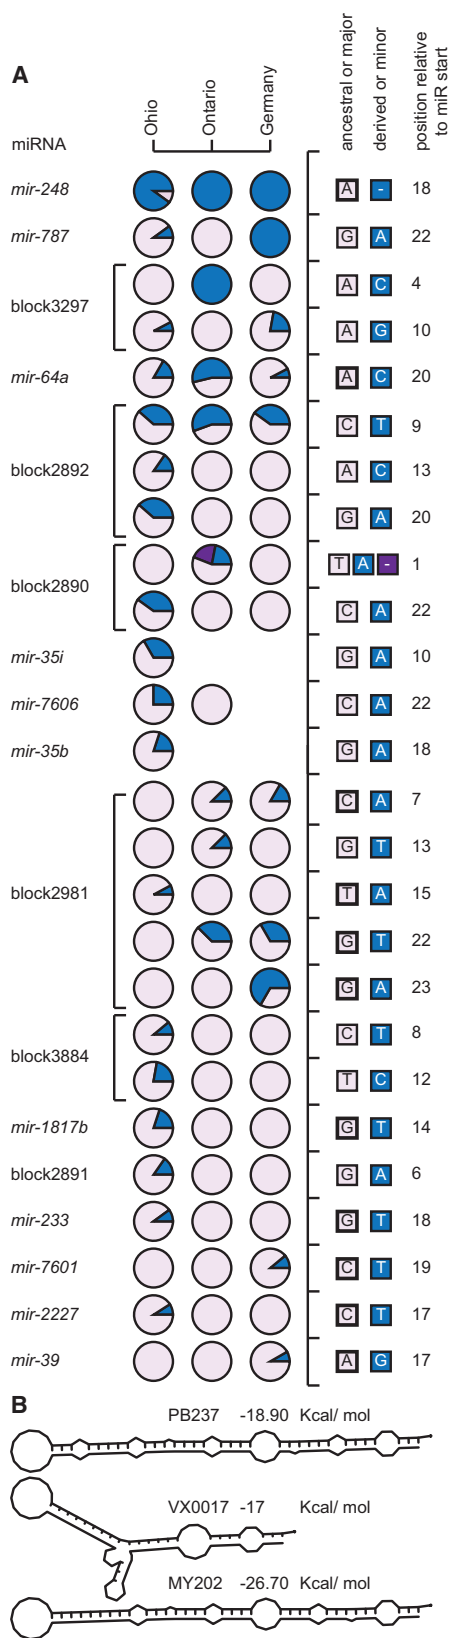 A
miRNA
Ohio
Ontario
Germany
ancestral or major
derived or minor
position relative
to miR start
mir-248 A - 18
mir-787 G A 22
block3297
A C 4
A G 10
mir-64a A C 20
block2892
C T 9
A C 13
G A 20
block2890
T A - 1
C A 22
mir-35i G A 10
mir-7606 C A 22
mir-35b G A 18
block2981
C A 7
G T 13
T A 15
G T 22
G A 23
block3884
C T 8
T C 12
mir-1817b G T 14
block2891 G A 6
mir-233 G T 18
mir-7601 C T 19
mir-2227 C T 17
mir-39 A G 17
B
PB237 -18.90 Kcal/ mol
VX0017 -17 Kcal/ mol
MY202 -26.70 Kcal/ mol